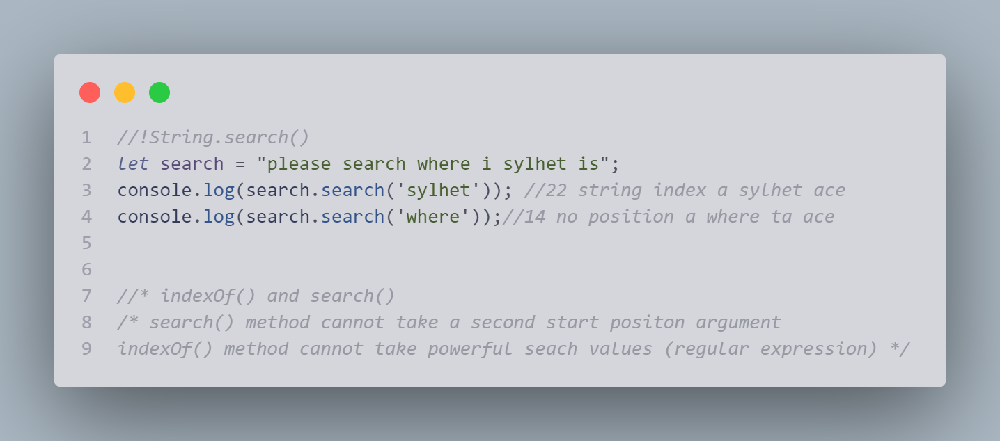 1 //!String.search()
2 let search = "please search where i sylhet is";
3 console.log(search.search('sylhet')); //22 string index a sylhet ace
4 console.log(search.search('where'));//14 no position a where ta ace
5
6
7 //* indexOf() and search()
8 /* search() method cannot take a second start positon argument
9 indexOf() method cannot take powerful seach values (regular expression) */